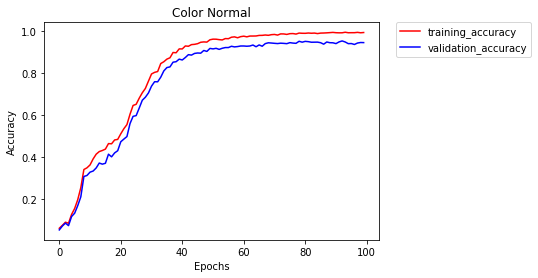 Color Normal
training_accuracy
validation_accuracy
1.0
0.8
0.6
0.4
0.2
Accuracy
0
20
40
60
80
100
Epochs